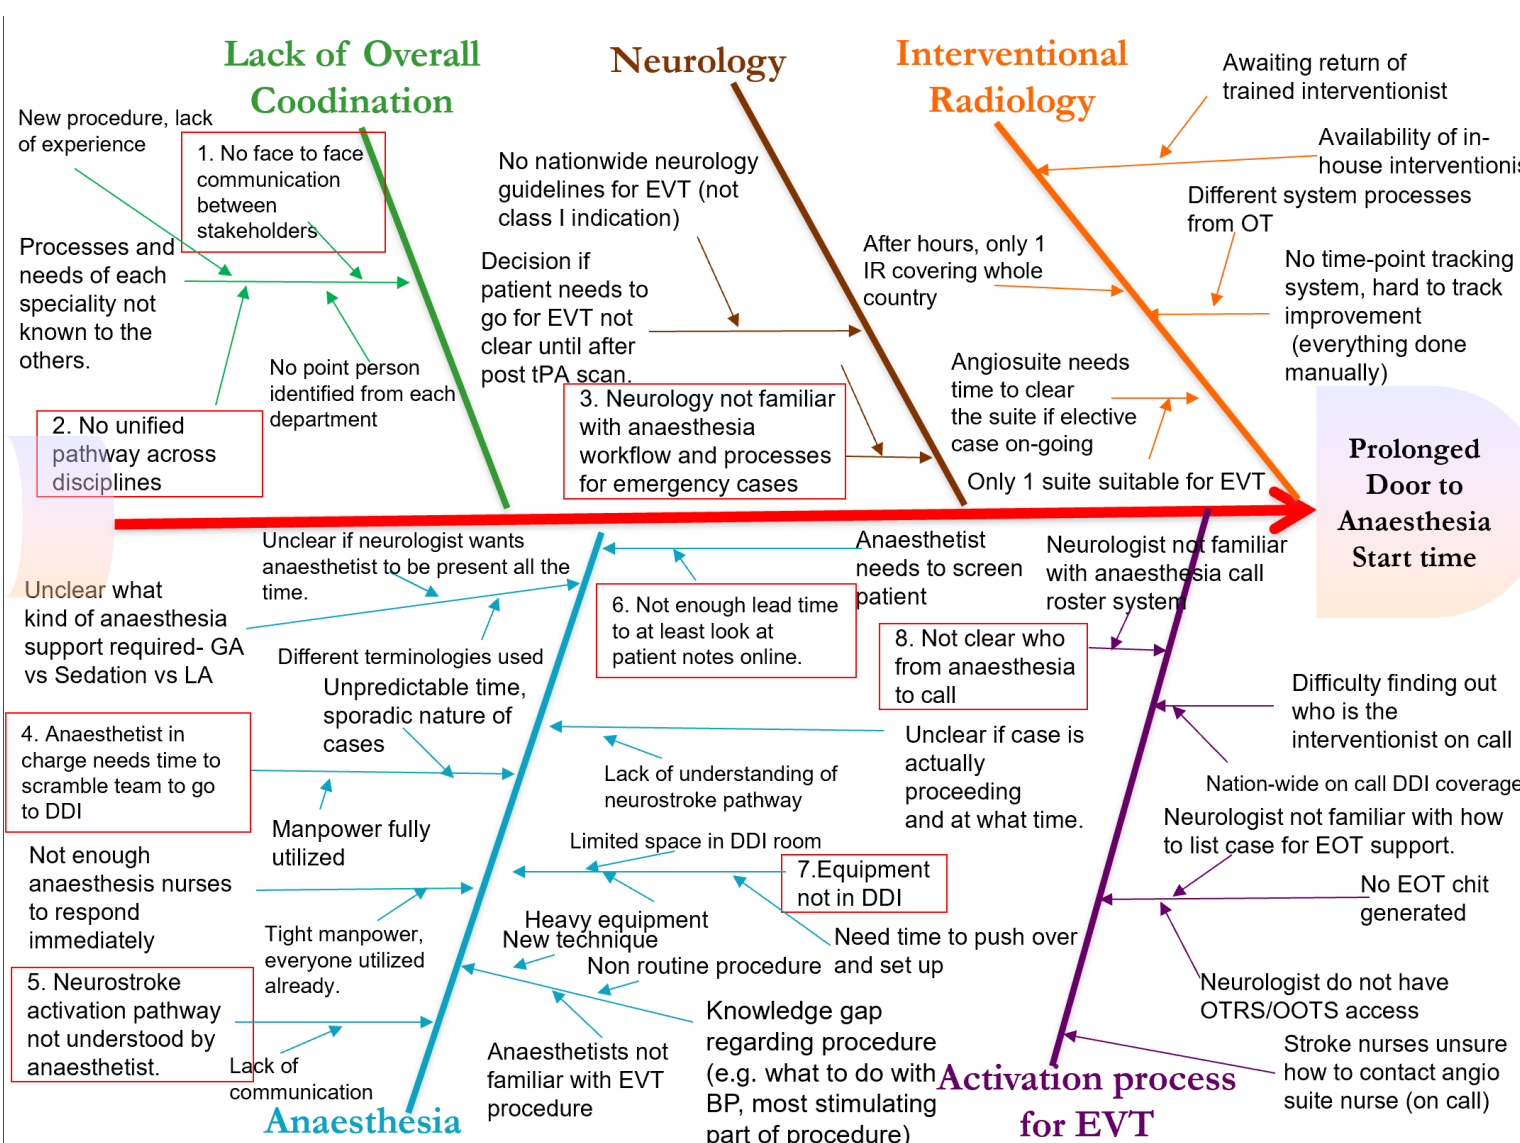 Lack of Overall
Coodination
New procedure, lack
of experience
1. No face to face
communication
between
stakeholders
Processes and
needs of each
speciality not
known to the
others.
No point person
identified from each
department
2. No unified
pathway across
disciplines
Neurology
No nationwide neurology
guidelines for EVT (not
class I indication)
Decision if
patient needs to
go for EVT not
clear until after
post tPA scan.
3. Neurology not familiar
with anaesthesia
workflow and processes
for emergency cases
Interventional
Radiology
Awaiting return of
trained interventionist
Availability of in-
house interventionis
Different system processes
from OT
After hours, only 1
IR covering whole
country
No time-point tracking
system, hard to track
improvement
(everything done
manually)
Angiosuite needs
time to clear
the suite if elective
case on-going
Only 1 suite suitable for EVT
Prolonged
Door to
Anaesthesia
Start time
Unclear if neurologist wants
anaesthetist to be present all the
time.
Unclear what
kind of anaesthesia
support required- GA
vs Sedation vs LA
Different terminologies used
Unpredictable time,
sporadic nature of
cases
4. Anaesthetist in
charge needs time to
scramble team to go
to DDI
Manpower fully
utilized
Not enough
anaesthesis nurses
to respond
immediately
Tight manpower,
everyone utilized
already.
5. Neurostroke
activation pathway
not understood by
anaesthetist.
Lack of
communication
Anaesthesia
Anaesthetist
needs to screen
patient
6. Not enough lead time
to at least look at
patient notes online.
Unclear if case is
actually
proceeding
and at what time.
Lack of understanding of
neurostroke pathway
Limited space in DDI room
7.Equipment
not in DDI
Heavy equipment
Need time to push over
and set up
New technique
Non routine procedure
Anaesthetists not
familiar with EVT
procedure
Knowledge gap
regarding procedure
(e.g. what to do with
BP, most stimulating
part of procedure)
Neurologist not familiar
with anaesthesia call
roster system
8. Not clear who
from anaesthesia
to call
Difficulty finding out
who is the
interventionist on call
Nation-wide on call DDI coverage
Neurologist not familiar with how
to list case for EOT support.
No EOT chit
generated
Neurologist do not have
OTRS/OOTS access
Stroke nurses unsure
how to contact angio
suite nurse (on call)
Activation process
for EVT